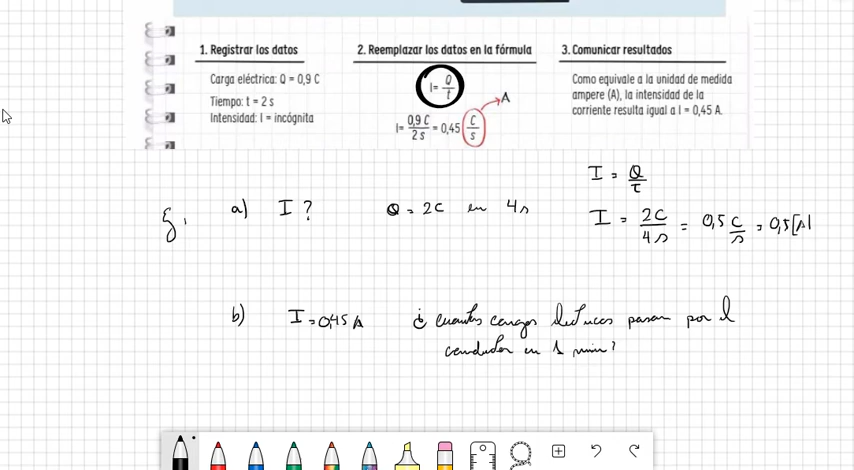 1. Registrar los datos
Carga eléctrica: Q = 0,9 C
Tiempo: t = 2 s
Intensidad: I = incógnita
2. Reemplazar los datos en la fórmula
I = Q/t
I = 0,9 C/2 s = 0,45 C/s
A
3. Comunicar resultados
Como equivale a la unidad de medida
ampere (A), la intensidad de la
corriente resulta igual a I = 0,45 A.
a) I? Q = 2C en 4s
I = Q/t
I = 2C/4s = 0,5 C/s = 0,5 [A]
b) I = 0,45 A ¿ cuantas cargas electricas pasan por el
conductor en 1 min?